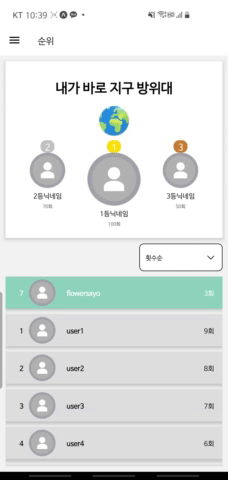 KT 10:39
순위
내가 바로 지구 방위대
2 1 3
2등닉네임 3등닉네임
70회 50회
1등닉네임
100회
횟수순
7 flowersayo 3회
1 user1 9회
2 user2 8회
3 user3 7회
4 user4 6회